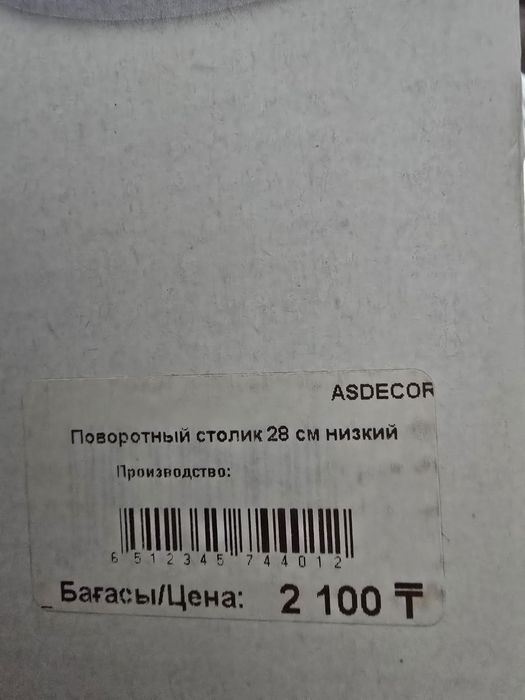 ASDECOR
Поворотный столик 28 см низкий
Производство:
6 512345 744012
Бағасы/Цена: 2 100 ₸